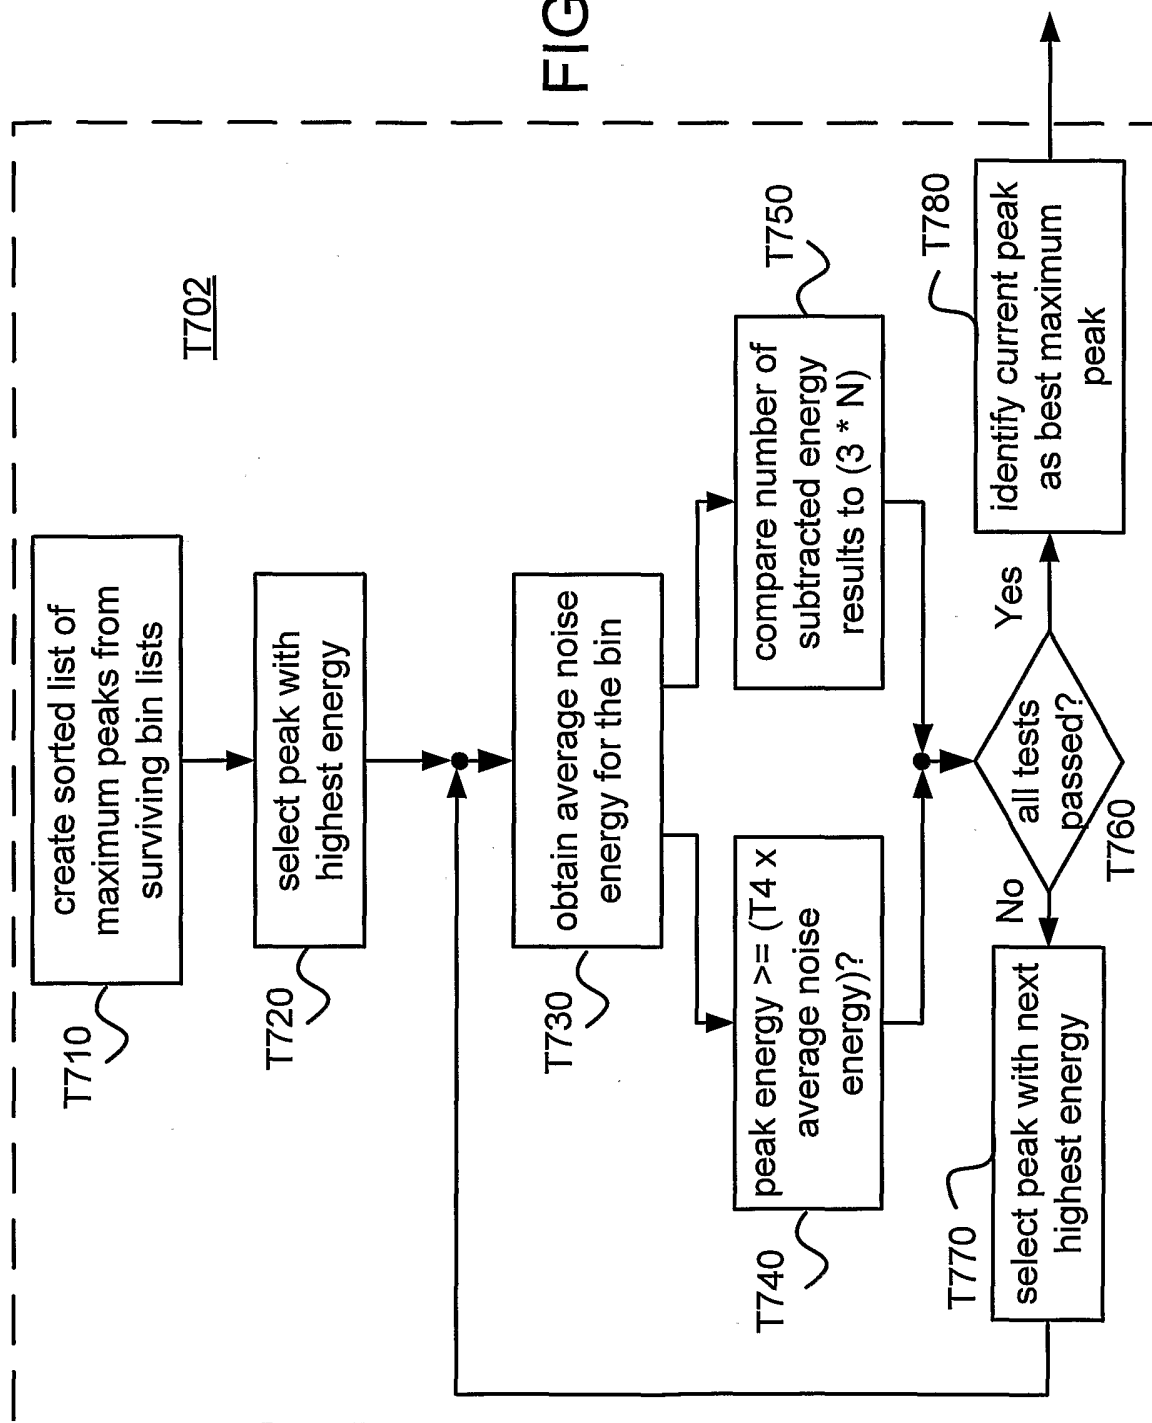 FIG
T702
create sorted list of
maximum peaks from
surviving bin lists
T710
select peak with
highest energy
T720
obtain average noise
energy for the bin
T730
peak energy >= (T4 x
average noise
energy)?
T740
compare number of
subtracted energy
results to (3 * N)
T750
all tests
passed?
T760
No
Yes
select peak with next
highest energy
T770
identify current peak
as best maximum
peak
T780